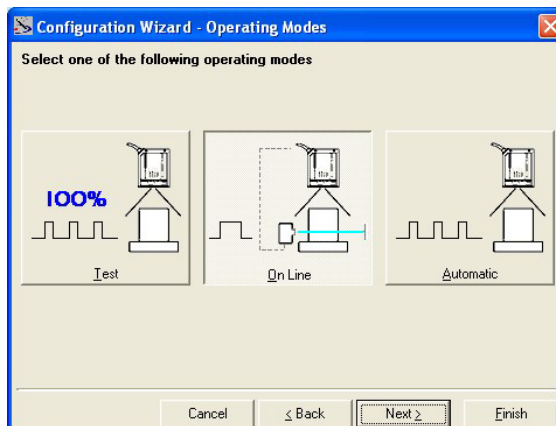 Configuration Wizard - Operating Modes
Select one of the following operating modes
100%
Test
On Line
Automatic
Cancel
< Back
Next >
Finish